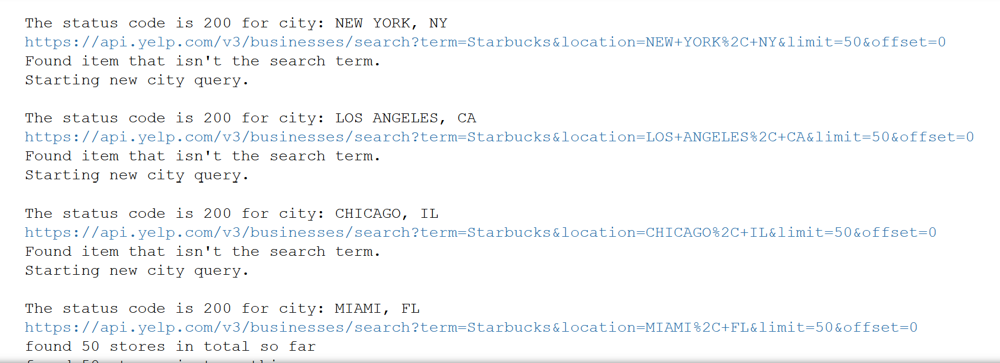 The status code is 200 for city: NEW YORK, NY
https://api.yelp.com/v3/businesses/search?term=Starbucks&location=NEW+YORK%2C+NY&limit=50&offset=0
Found item that isn't the search term.
Starting new city query.
The status code is 200 for city: LOS ANGELES, CA
https://api.yelp.com/v3/businesses/search?term=Starbucks&location=LOS+ANGELES%2C+CA&limit=50&offset=0
Found item that isn't the search term.
Starting new city query.
The status code is 200 for city: CHICAGO, IL
https://api.yelp.com/v3/businesses/search?term=Starbucks&location=CHICAGO%2C+IL&limit=50&offset=0
Found item that isn't the search term.
Starting new city query.
The status code is 200 for city: MIAMI, FL
https://api.yelp.com/v3/businesses/search?term=Starbucks&location=MIAMI%2C+FL&limit=50&offset=0
found 50 stores in total so far